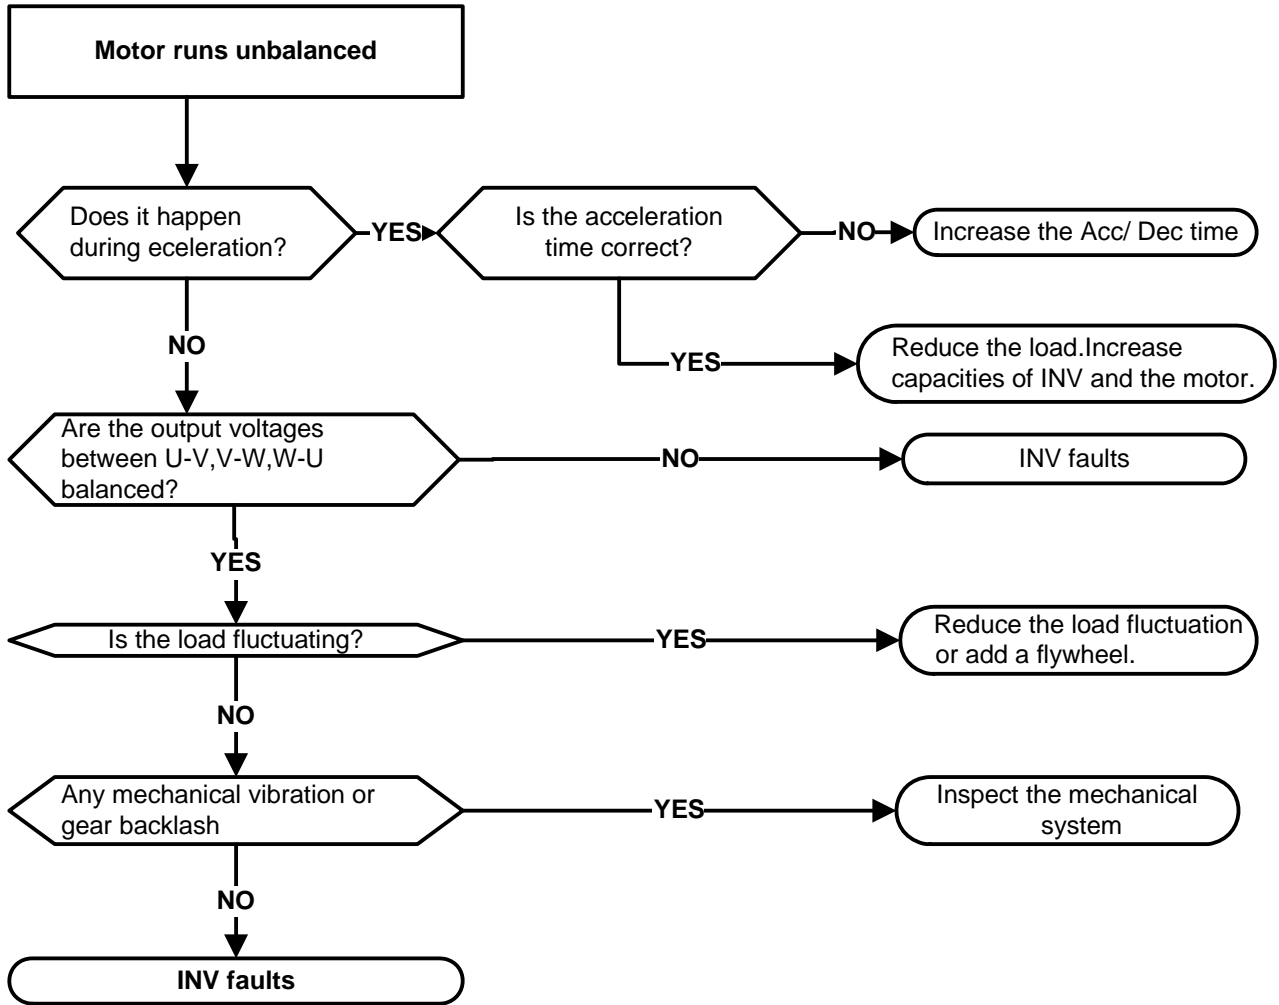 Motor runs unbalanced
Does it happen
during eceleration?
YES
Is the acceleration
time correct?
NO
Increase the Acc/ Dec time
NO
YES
Reduce the load.Increase
capacities of INV and the motor.
Are the output voltages
between U-V,V-W,W-U
balanced?
NO
INV faults
YES
Is the load fluctuating?
YES
Reduce the load fluctuation
or add a flywheel.
NO
Any mechanical vibration or
gear backlash
YES
Inspect the mechanical
system
NO
INV faults